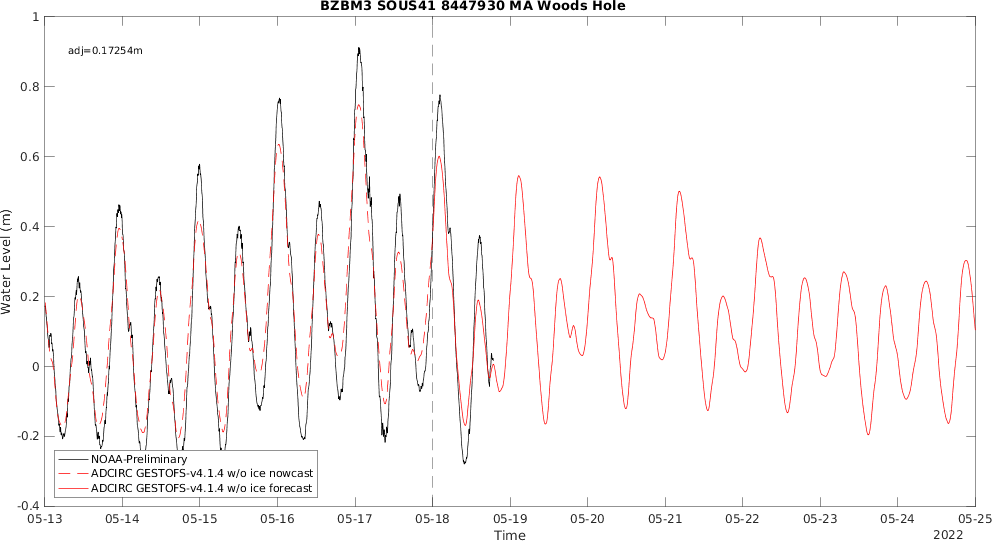 BZBM3 SOUS41 8447930 MA Woods Hole
adj=0.17254m
Water Level (m)
1
0.8
0.6
0.4
0.2
0
-0.2
-0.4
NOAA-Preliminary
ADCIRC GESTOFS-v4.1.4 w/o ice nowcast
ADCIRC GESTOFS-v4.1.4 w/o ice forecast
05-13 05-14 05-15 05-16 05-17 05-18 05-19 05-20 05-21 05-22 05-23 05-24 05-25
Time
2022